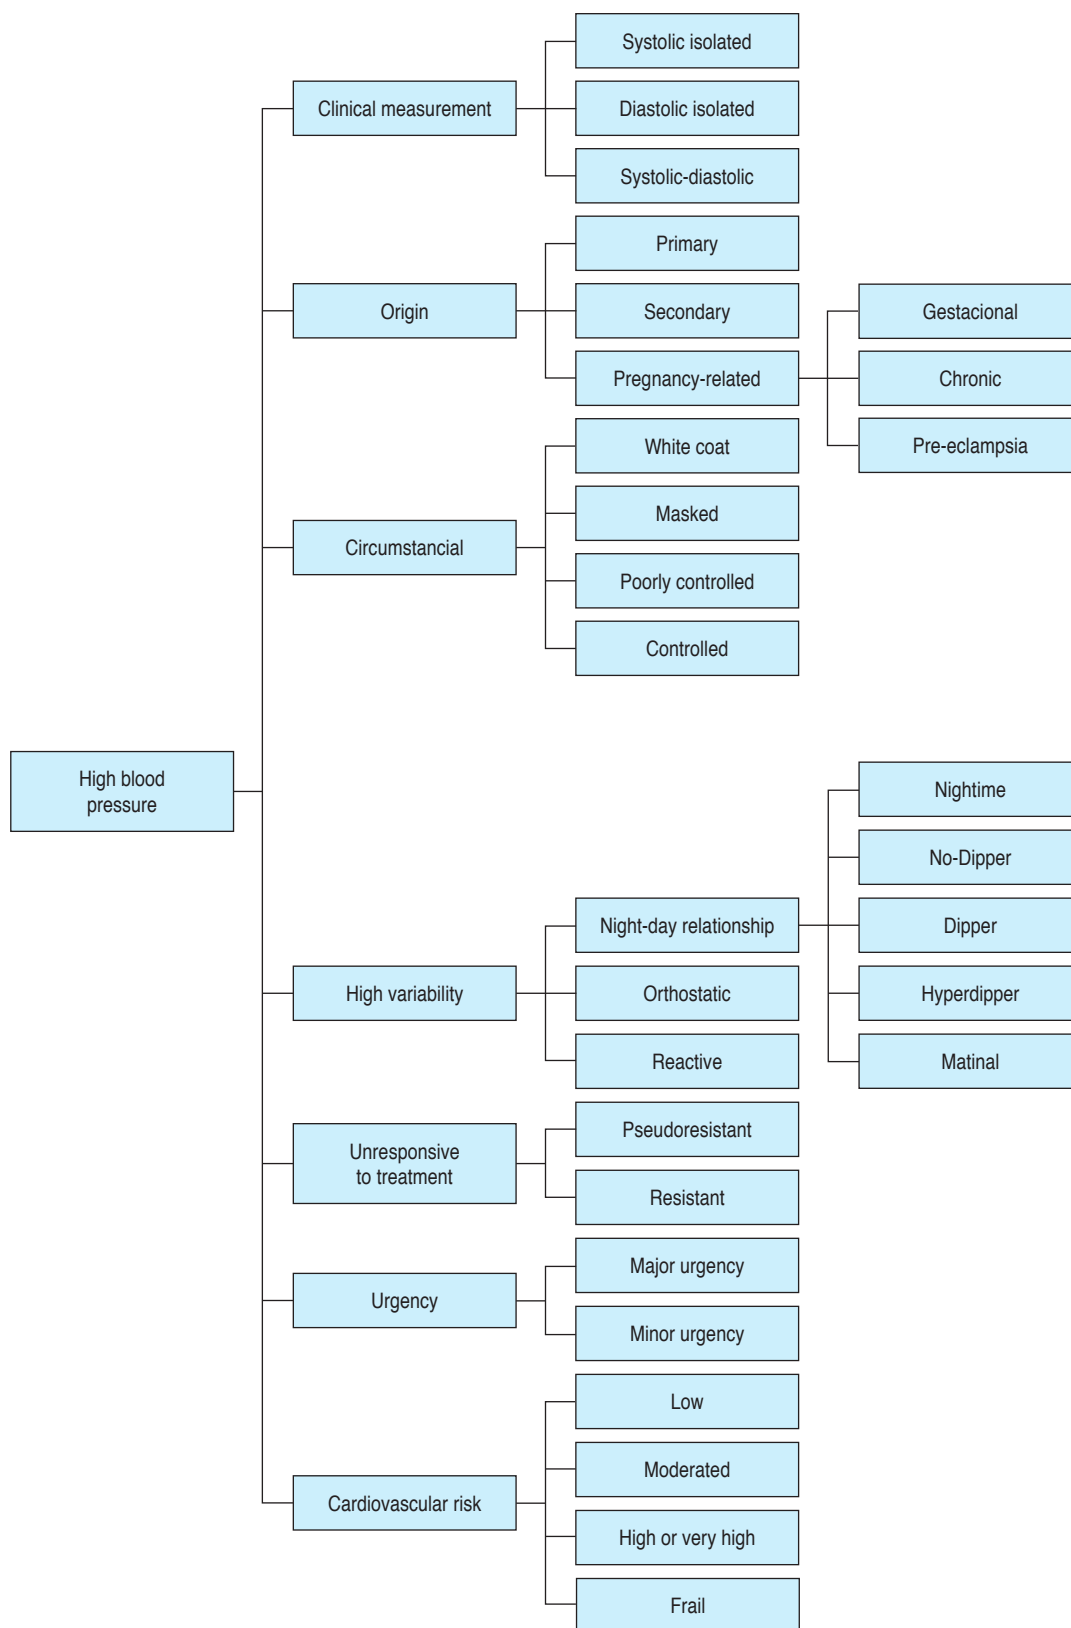 Systolic isolated
Clinical measurement
Diastolic isolated
Systolic-diastolic
Primary
Origin
Secondary
Gestacional
Pregnancy-related
Chronic
White coat
Pre-eclampsia
Masked
Circumstancial
Poorly controlled
Controlled
High blood
pressure
Nightime
No-Dipper
Night-day relationship
Dipper
High variability
Orthostatic
Hyperdipper
Reactive
Matinal
Pseudoresistant
Unresponsive
to treatment
Resistant
Major urgency
Urgency
Minor urgency
Low
Moderated
Cardiovascular risk
High or very high
Frail